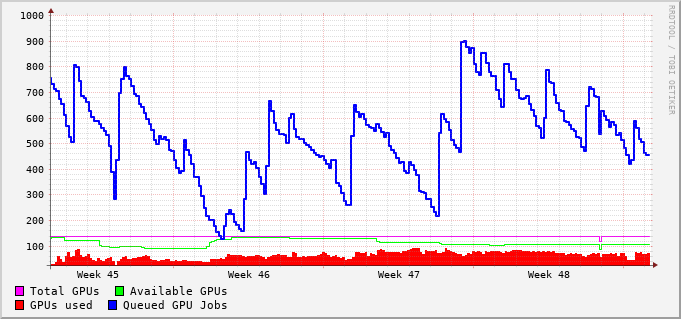 1000
900
800
700
600
500
400
300
200
100
Week 45 Week 46 Week 47 Week 48
Total GPUs Available GPUs
GPUs used Queued GPU Jobs
RRDTOOL / TOBI OETIKER